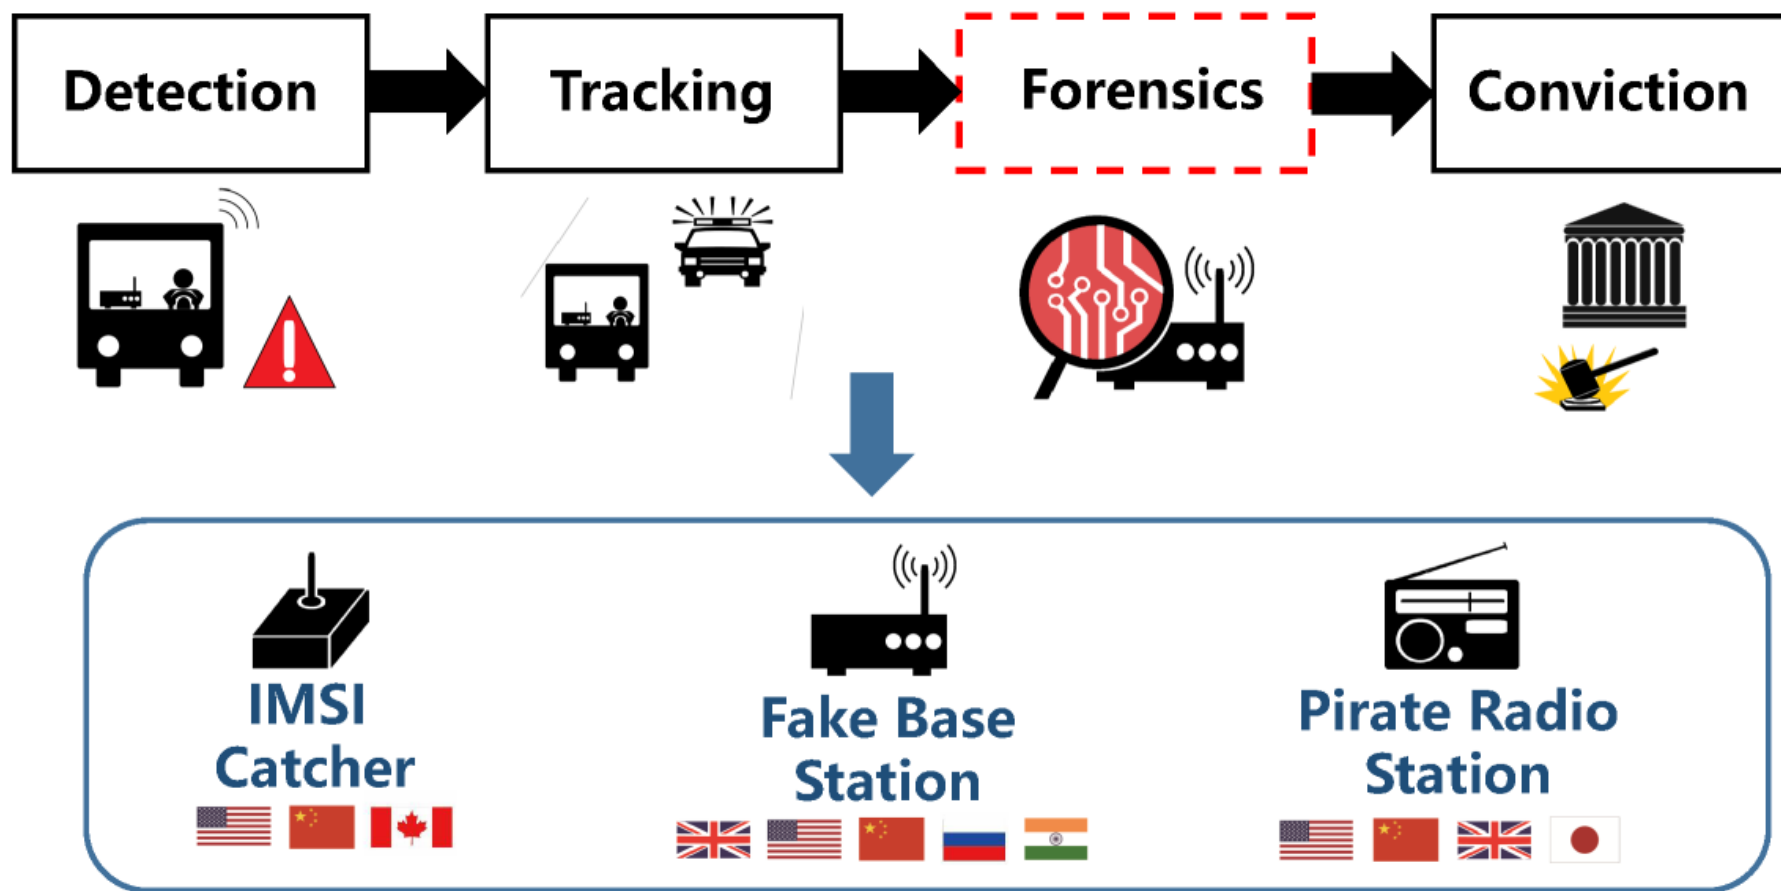 Detection
Tracking
Forensics
Conviction
IMSI
Catcher
Fake Base
Station
Pirate Radio
Station